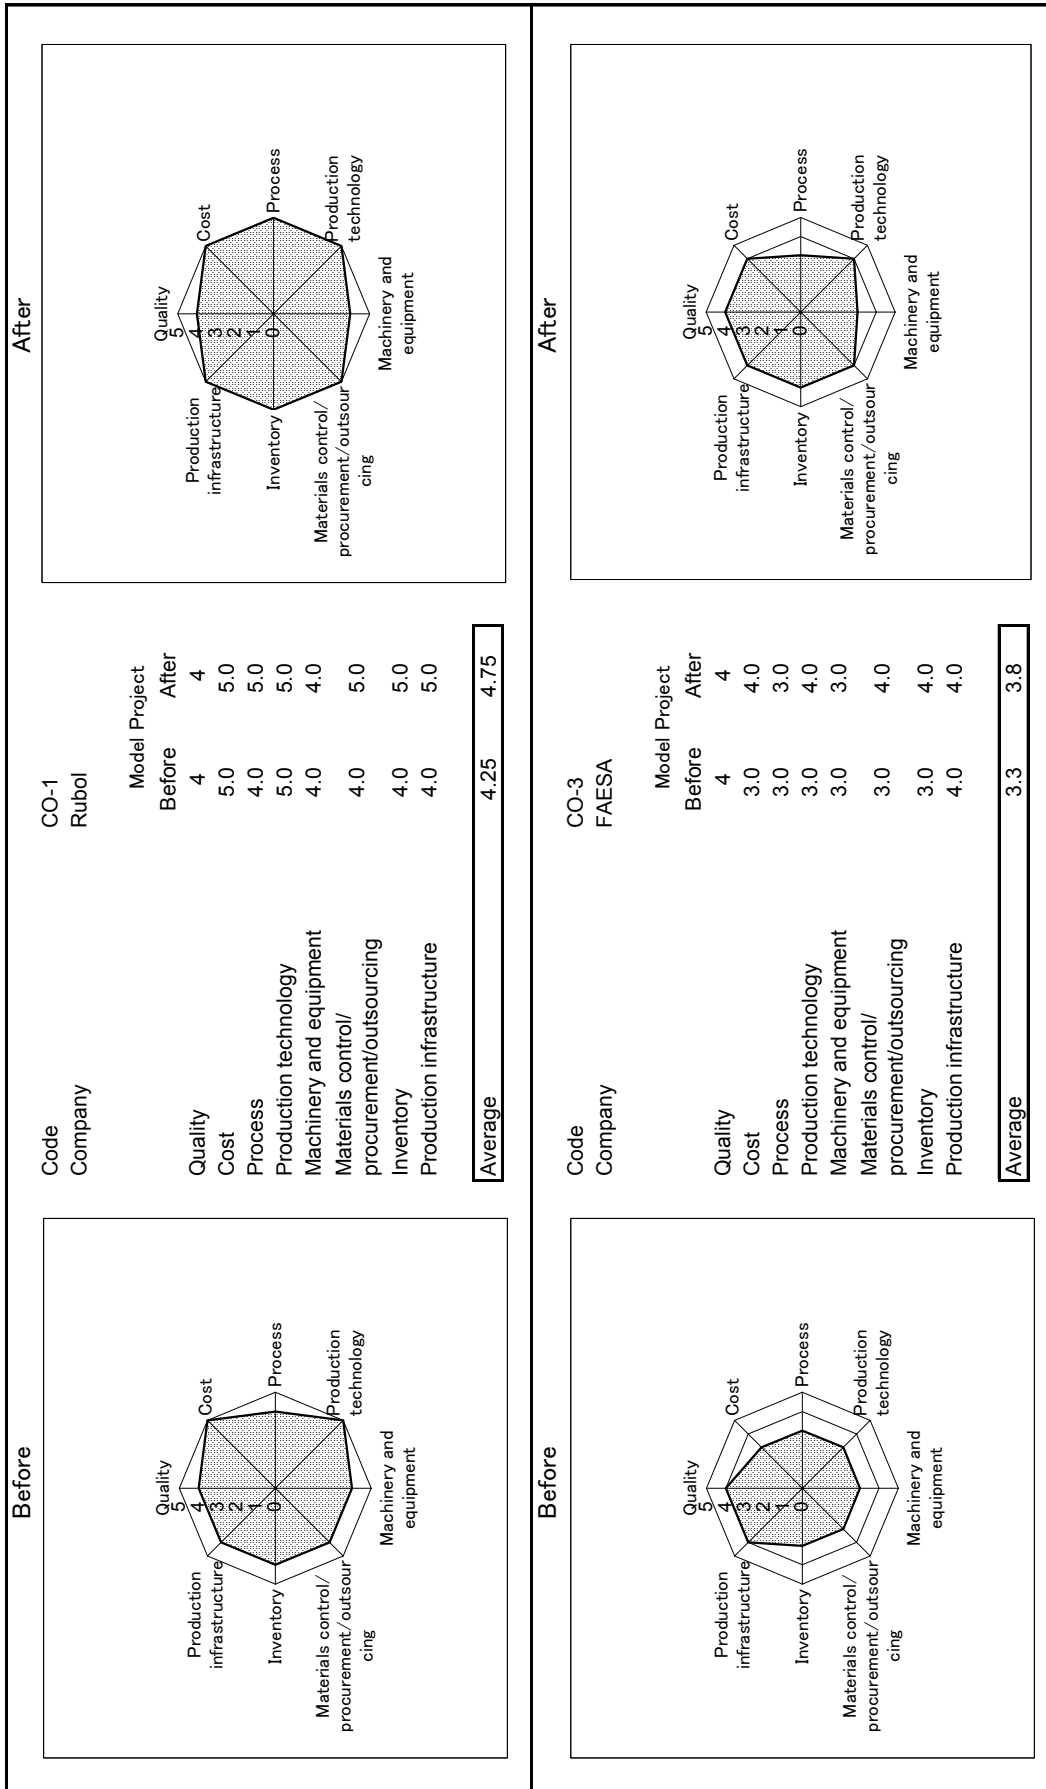 Before
After
Quality
5
4
3
2
1
0
Cost
Process
Production
technology
Machinery and
equipment
Materials control/
procurement/outsour
cing
Inventory
Production
infrastructure
Code CO-1
Company Rubol
Model Project
Before After
Quality 4 4
Cost 5.0 5.0
Process 4.0 5.0
Production technology 5.0 5.0
Machinery and equipment 4.0 4.0
Materials control/
procurement/outsourcing 4.0 5.0
Inventory 4.0 5.0
Production infrastructure 4.0 5.0
Average 4.25 4.75
Quality
5
4
3
2
1
0
Cost
Process
Production
technology
Machinery and
equipment
Materials control/
procurement/outsour
cing
Inventory
Production
infrastructure
Before
After
Quality
5
4
3
2
1
0
Cost
Process
Production
technology
Machinery and
equipment
Materials control/
procurement/outsour
cing
Inventory
Production
infrastructure
Code CO-3
Company FAESA
Model Project
Before After
Quality 4 4
Cost 3.0 4.0
Process 3.0 3.0
Production technology 3.0 4.0
Machinery and equipment 3.0 3.0
Materials control/
procurement/outsourcing 3.0 4.0
Inventory 3.0 4.0
Production infrastructure 4.0 4.0
Average 3.3 3.8
Quality
5
4
3
2
1
0
Cost
Process
Production
technology
Machinery and
equipment
Materials control/
procurement/outsour
cing
Inventory
Production
infrastructure